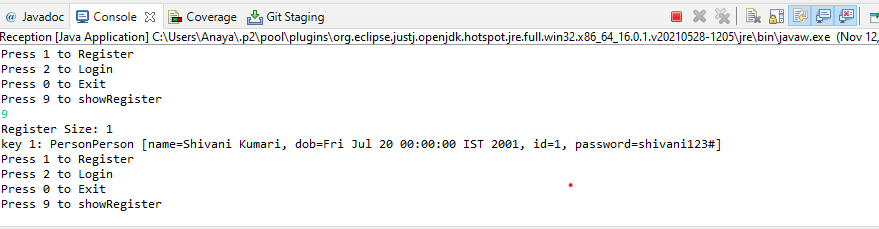 Javadoc Console Coverage Git Staging
Reception [Java Application] C:\Users\Anaya\.p2\pool\plugins\org.eclipse.justj.openjdk.hotspot.jre.full.win32.x86_64_16.0.1.v20210528-1205\jre\bin\javaw.exe (Nov 12,
Press 1 to Register
Press 2 to Login
Press 0 to Exit
Press 9 to showRegister
9
Register Size: 1
key 1: PersonPerson [name=Shivani Kumari, dob=Fri Jul 20 00:00:00 IST 2001, id=1, password=shivani123#]
Press 1 to Register
Press 2 to Login
Press 0 to Exit
Press 9 to showRegister